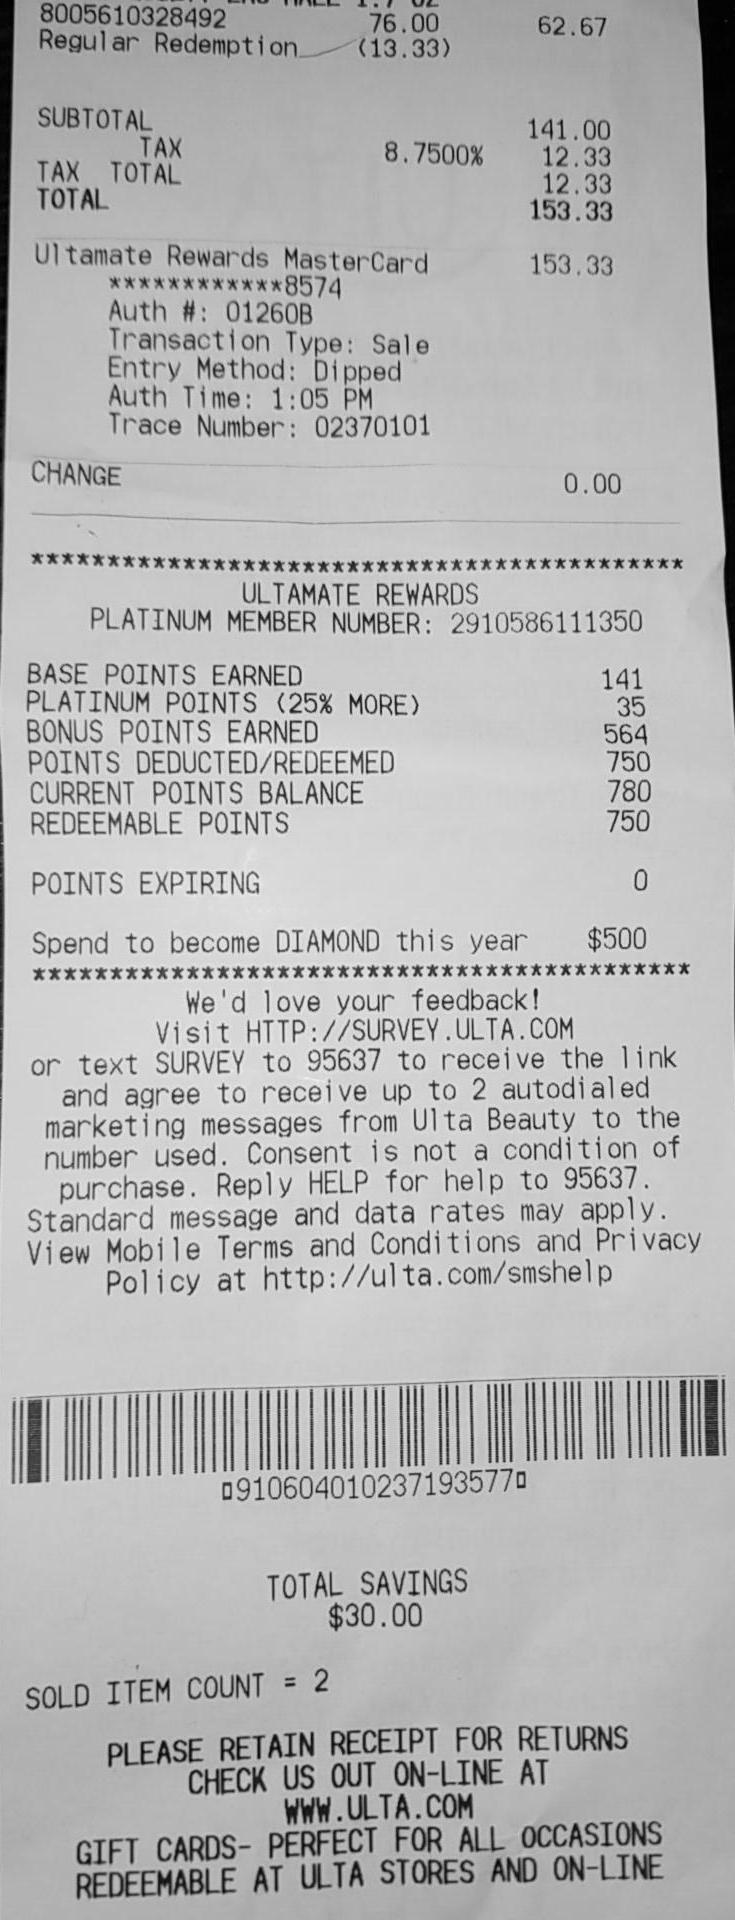 1.7 OZ
8005610328492 76.00 62.67
Regular Redemption (13.33)
SUBTOTAL 141.00
TAX 8.7500% 12.33
TAX TOTAL 12.33
TOTAL 153.33
Ultamate Rewards MasterCard 153.33
************8574
Auth #: 01260B
Transaction Type: Sale
Entry Method: Dipped
Auth Time: 1:05 PM
Trace Number: 02370101
CHANGE 0.00
*******************************************
ULTAMATE REWARDS
PLATINUM MEMBER NUMBER: 2910586111350
BASE POINTS EARNED 141
PLATINUM POINTS (25% MORE) 35
BONUS POINTS EARNED 564
POINTS DEDUCTED/REDEEMED 750
CURRENT POINTS BALANCE 780
REDEEMABLE POINTS 750
POINTS EXPIRING 0
Spend to become DIAMOND this year $500
*******************************************
We'd love your feedback!
Visit HTTP://SURVEY.ULTA.COM
or text SURVEY to 95637 to receive the link
and agree to receive up to 2 autodialed
marketing messages from Ulta Beauty to the
number used. Consent is not a condition of
purchase. Reply HELP for help to 95637.
Standard message and data rates may apply.
View Mobile Terms and Conditions and Privacy
Policy at http://ulta.com/smshelp
¤910604010237193577¤
TOTAL SAVINGS
$30.00
SOLD ITEM COUNT = 2
PLEASE RETAIN RECEIPT FOR RETURNS
CHECK US OUT ON-LINE AT
WWW.ULTA.COM
GIFT CARDS- PERFECT FOR ALL OCCASIONS
REDEEMABLE AT ULTA STORES AND ON-LINE